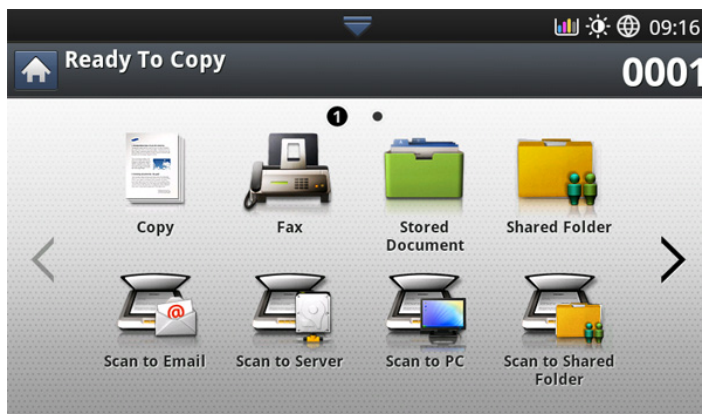 09:16
Ready To Copy
0001
1
Copy
Fax
Stored
Document
Shared Folder
@
Scan to Email
Scan to Server
Scan to PC
Scan to Shared
Folder